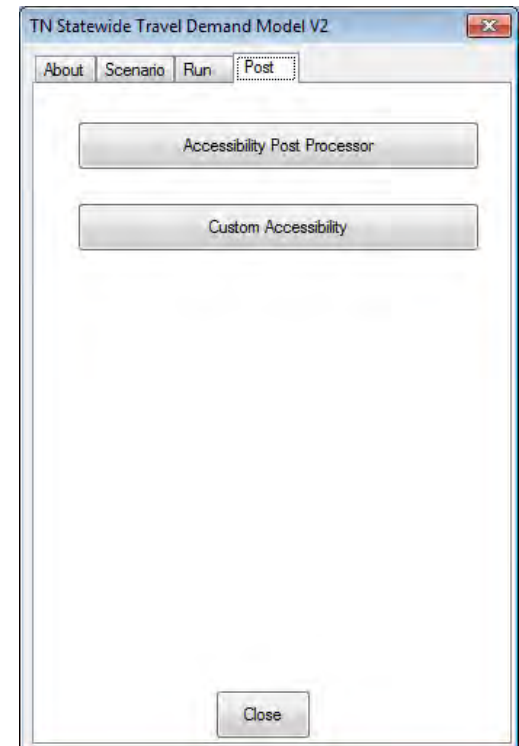 TN Statewide Travel Demand Model V2
About Scenario Run Post
Accessibility Post Processor
Custom Accessibility
Close